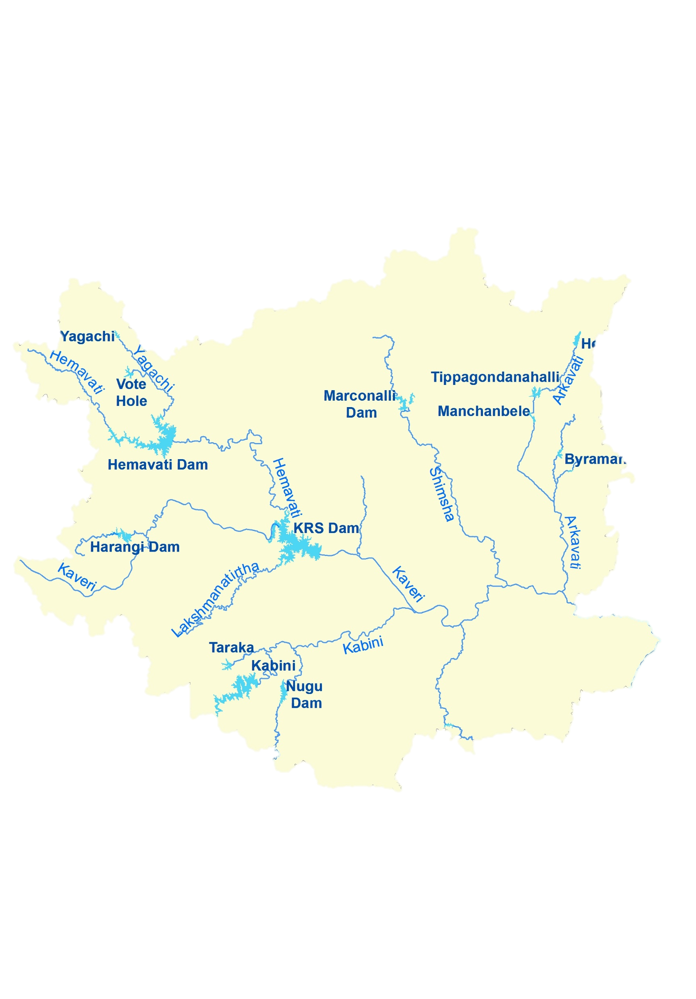 Yagachi
Hemavati
Yagachi
Vote
Hole
Hemavati Dam
Hemavati
Marconalli
Dam
Tippagondanahalli
Arkavati
Manchanbele
Shimsha
Arkavati
KRS Dam
Harangi Dam
Kaveri
Lakshmanatirtha
Kaveri
Taraka
Kabini
Kabini
Nugu
Dam